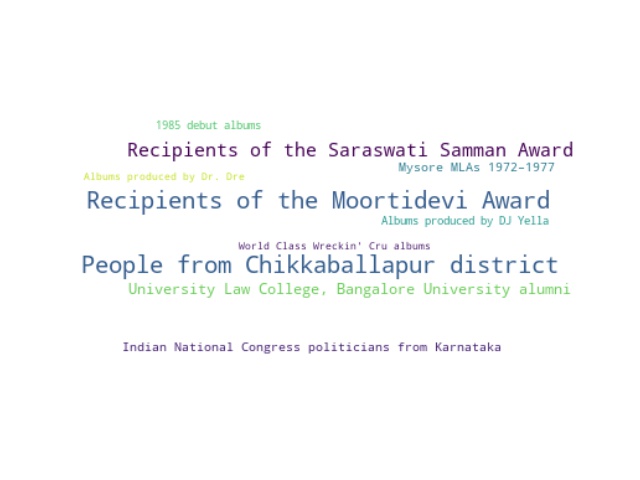 1985 debut albums
Recipients of the Saraswati Samman Award
Mysore MLAs 1972–1977
Albums produced by Dr. Dre
Recipients of the Moortidevi Award
Albums produced by DJ Yella
World Class Wreckin' Cru albums
People from Chikkaballapur district
University Law College, Bangalore University alumni
Indian National Congress politicians from Karnataka